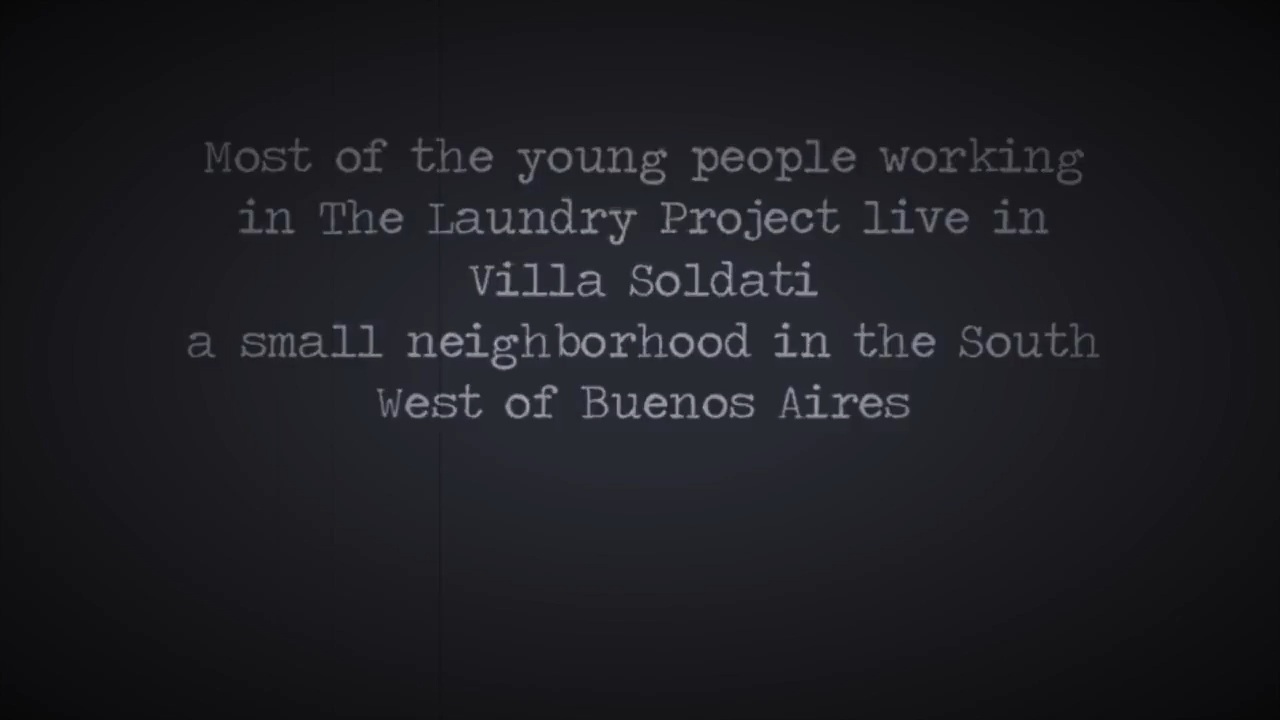 Most of the young people working
in The Laundry Project live in
Villa Soldati
a small neighborhood in the South
West of Buenos Aires